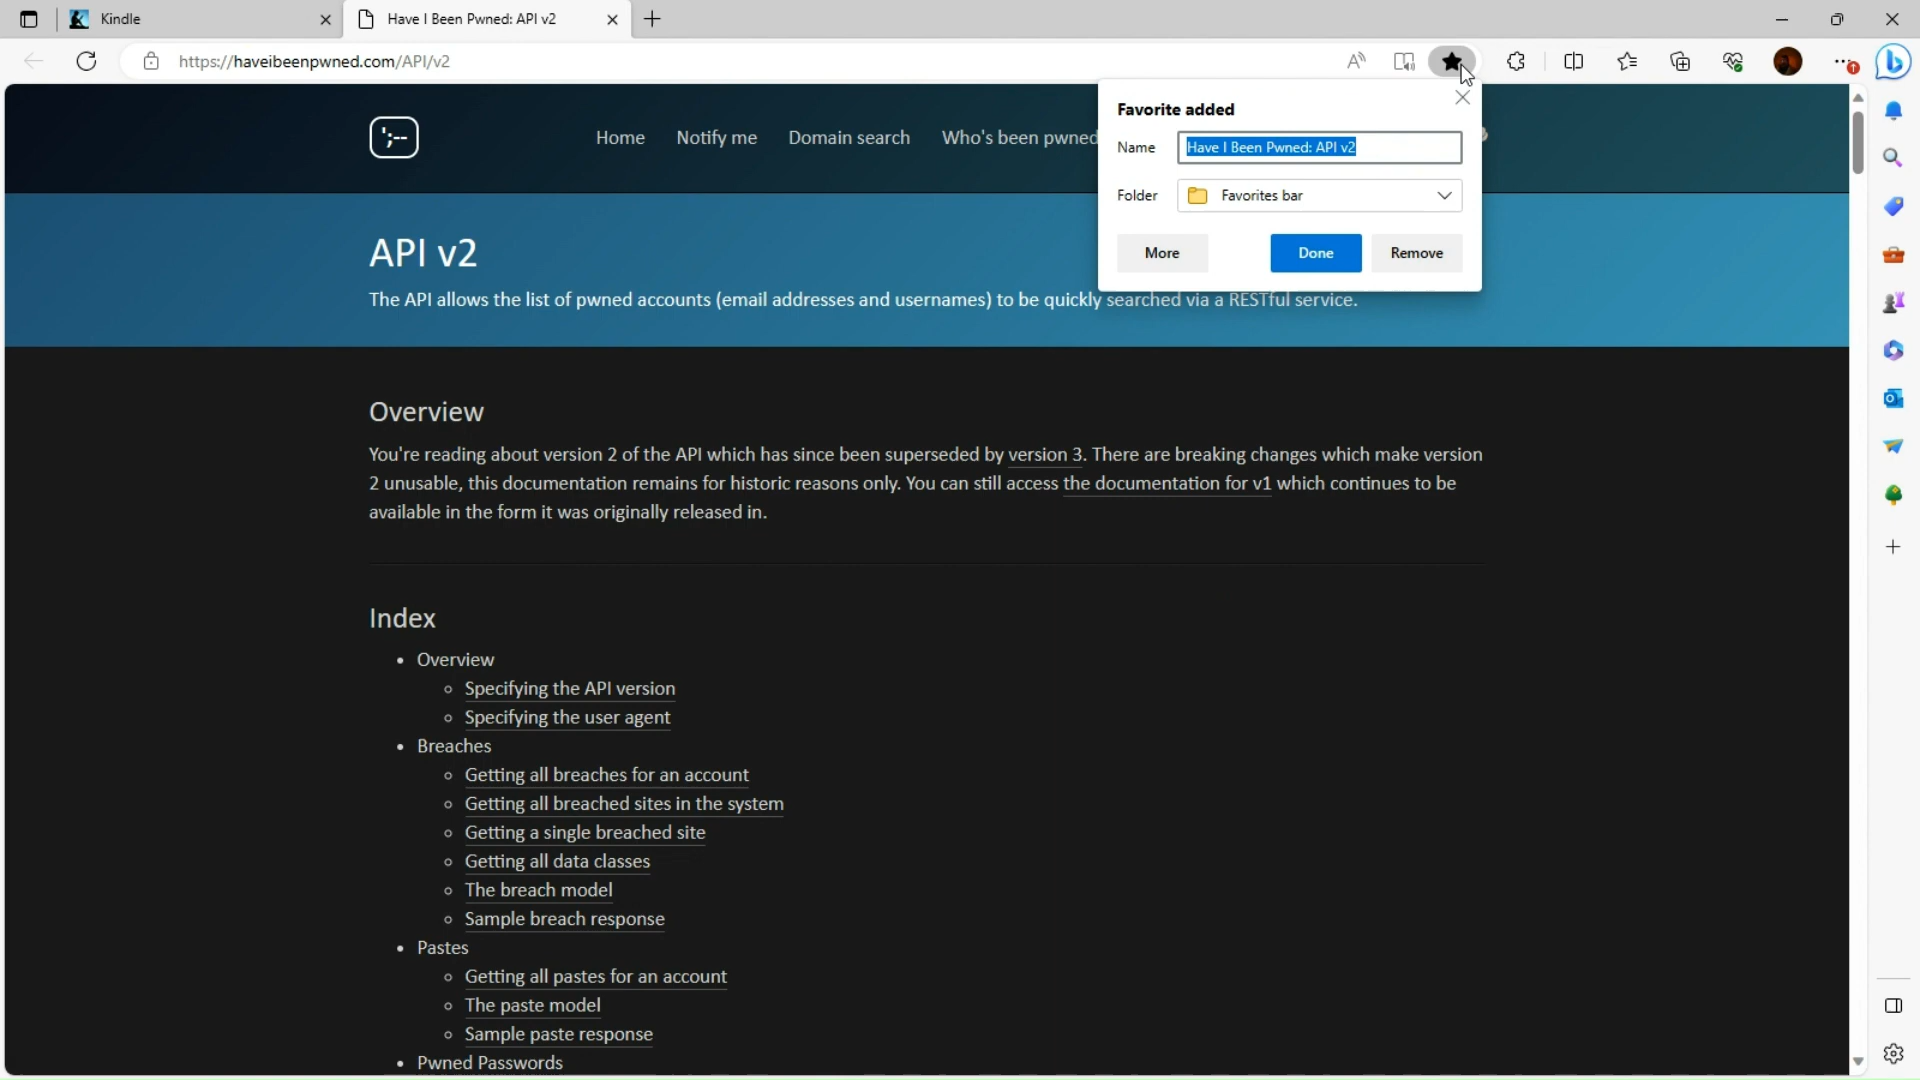 Kindle
Have I Been Pwned: API v2
https://haveibeenpwned.com/API/v2
Favorite added
Name Have I Been Pwned: API v2
Folder Favorites bar
More Done Remove
';--
Home Notify me Domain search Who's been pwned
API v2
The API allows the list of pwned accounts (email addresses and usernames) to be quickly searched via a RESTful service.
Overview
You're reading about version 2 of the API which has since been superseded by version 3. There are breaking changes which make version
2 unusable, this documentation remains for historic reasons only. You can still access the documentation for v1 which continues to be
available in the form it was originally released in.
Index
Overview
Specifying the API version
Specifying the user agent
Breaches
Getting all breaches for an account
Getting all breached sites in the system
Getting a single breached site
Getting all data classes
The breach model
Sample breach response
Pastes
Getting all pastes for an account
The paste model
Sample paste response
Pwned Passwords